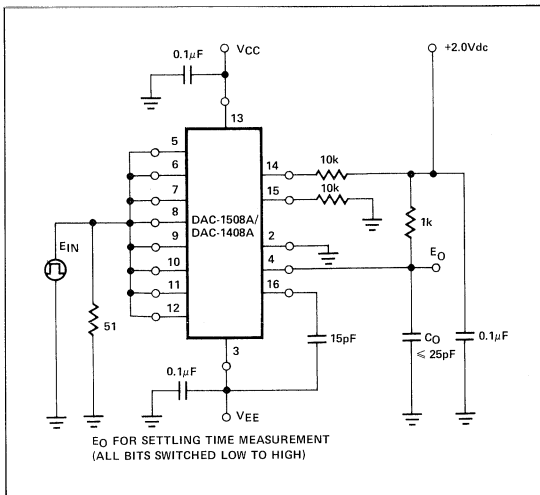 VCC
+2.0Vdc
0.1μF
13
5
6
7
8
9
10
11
12
DAC-1508A/
DAC-1408A
14
10k
15
10k
2
4
16
1k
EO
EIN
51
15pF
CO
≤ 25pF
0.1μF
3
0.1μF
VEE
EO FOR SETTLING TIME MEASUREMENT
(ALL BITS SWITCHED LOW TO HIGH)